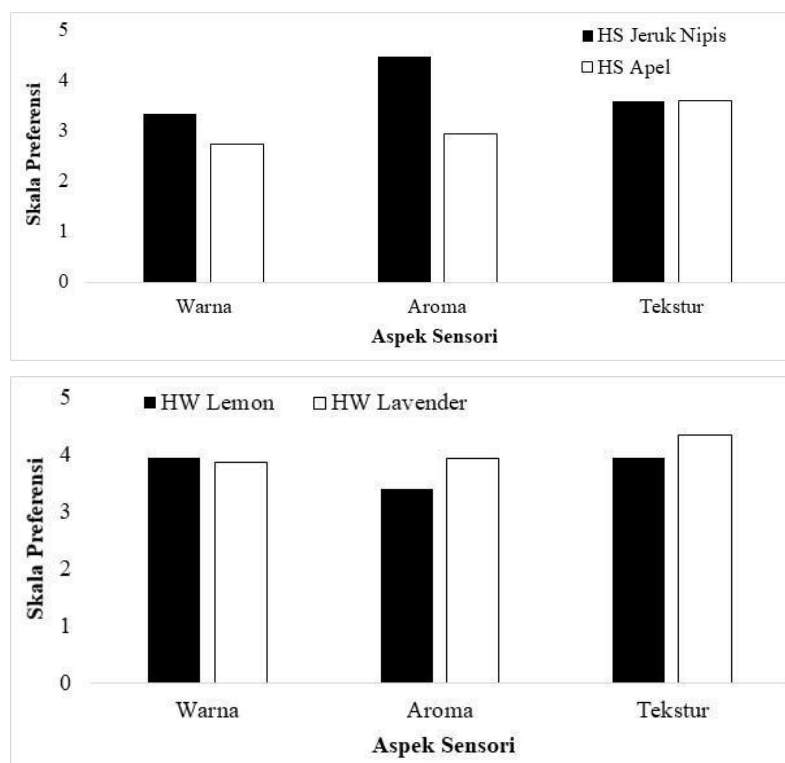 5
HS Jeruk Nipis
HS Apel
4
3
2
1
0
Skala Preferensi
Warna Aroma Tekstur
Aspek Sensori
5
HW Lemon HW Lavender
4
3
2
1
0
Skala Preferensi
Warna Aroma Tekstur
Aspek Sensori